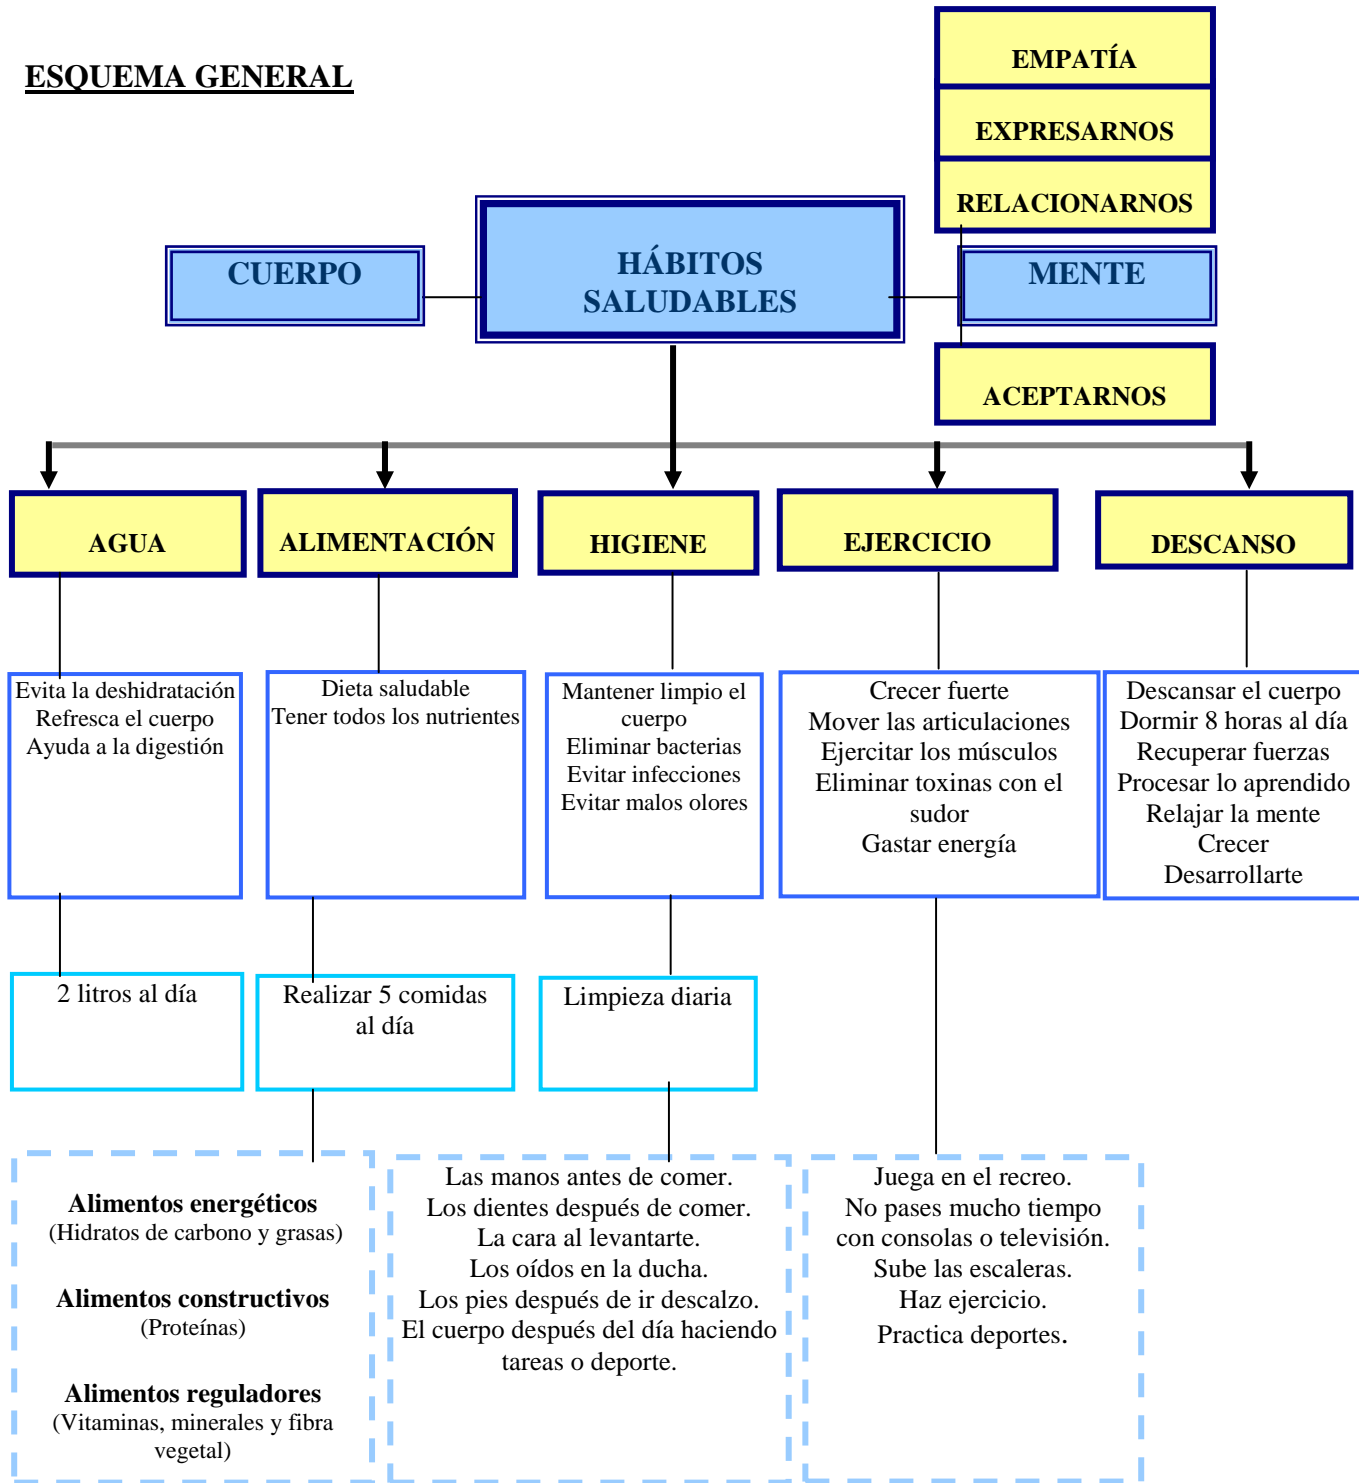 ESQUEMA GENERAL
EMPATÍA
EXPRESARNOS
RELACIONARNOS
CUERPO
HÁBITOS
SALUDABLES
MENTE
ACEPTARNOS
AGUA
ALIMENTACIÓN
HIGIENE
EJERCICIO
DESCANSO
Evita la deshidratación
Refresca el cuerpo
Ayuda a la digestión
Dieta saludable
Tener todos los nutrientes
Mantener limpio el
cuerpo
Eliminar bacterias
Evitar infecciones
Evitar malos olores
Crecer fuerte
Mover las articulaciones
Ejercitar los músculos
Eliminar toxinas con el
sudor
Gastar energía
Descansar el cuerpo
Dormir 8 horas al día
Recuperar fuerzas
Procesar lo aprendido
Relajar la mente
Crecer
Desarrollarte
2 litros al día
Realizar 5 comidas
al día
Limpieza diaria
Alimentos energéticos
(Hidratos de carbono y grasas)
Alimentos constructivos
(Proteínas)
Alimentos reguladores
(Vitaminas, minerales y fibra
vegetal)
Las manos antes de comer.
Los dientes después de comer.
La cara al levantarte.
Los oídos en la ducha.
Los pies después de ir descalzo.
El cuerpo después del día haciendo
tareas o deporte.
Juega en el recreo.
No pases mucho tiempo
con consolas o televisión.
Sube las escaleras.
Haz ejercicio.
Practica deportes.